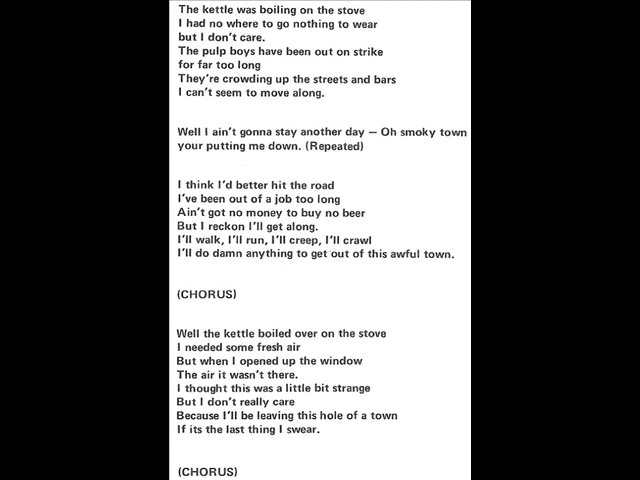 The kettle was boiling on the stove
I had no where to go nothing to wear
but I don't care.
The pulp boys have been out on strike
for far too long
They're crowding up the streets and bars
I can't seem to move along.
Well I ain't gonna stay another day — Oh smoky town
your putting me down. (Repeated)
I think I'd better hit the road
I've been out of a job too long
Ain't got no money to buy no beer
But I reckon I'll get along.
I'll walk, I'll run, I'll creep, I'll crawl
I'll do damn anything to get out of this awful town.
(CHORUS)
Well the kettle boiled over on the stove
I needed some fresh air
But when I opened up the window
The air it wasn't there.
I thought this was a little bit strange
But I don't really care
Because I'll be leaving this hole of a town
If its the last thing I swear.
(CHORUS)